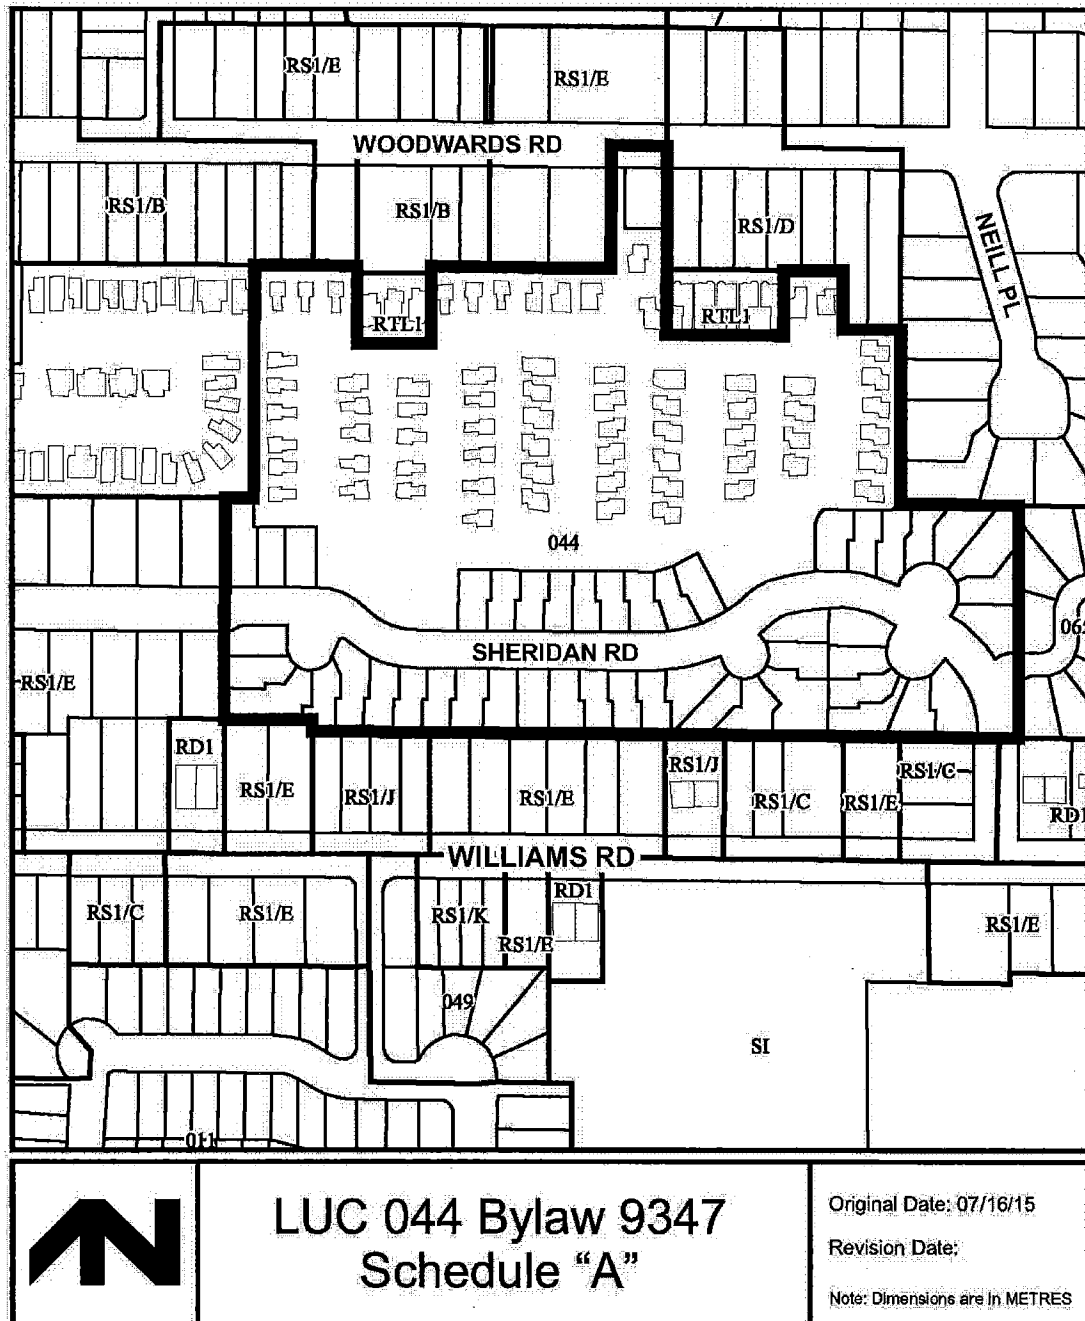 RS1/E
RS1/E
WOODWARDS RD
RS1/B
RS1/B
RS1/D
NEILL PL
RTL1
RTL1
044
SHERIDAN RD
RS1/E
RD1
RS1/E
RS1/J
RS1/E
RS1/J
RS1/C
RS1/E
RS1/C
WILLIAMS RD
RS1/C
RS1/E
RS1/K
RS1/E
RD1
RS1/E
049
SI
011
LUC 044 Bylaw 9347
Schedule “A”
Original Date: 07/16/15
Revision Date:
Note: Dimensions are in METRES